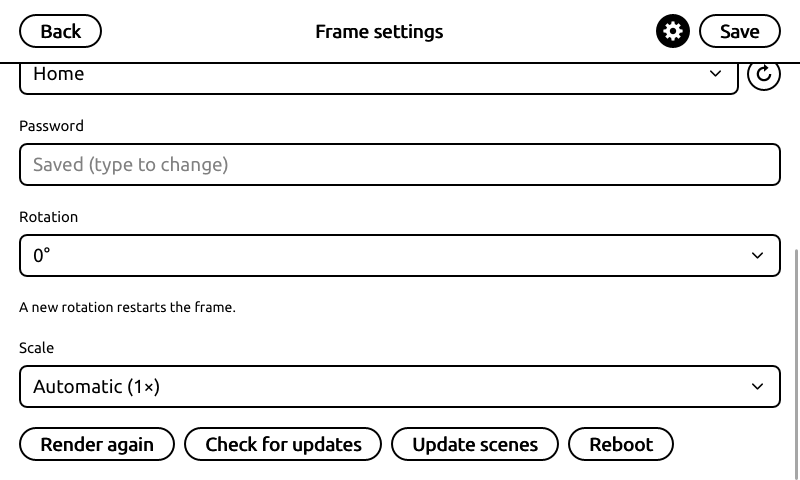 Back
Frame settings
Save
Home
Password
Saved (type to change)
Rotation
0°
A new rotation restarts the frame.
Scale
Automatic (1×)
Render again
Check for updates
Update scenes
Reboot